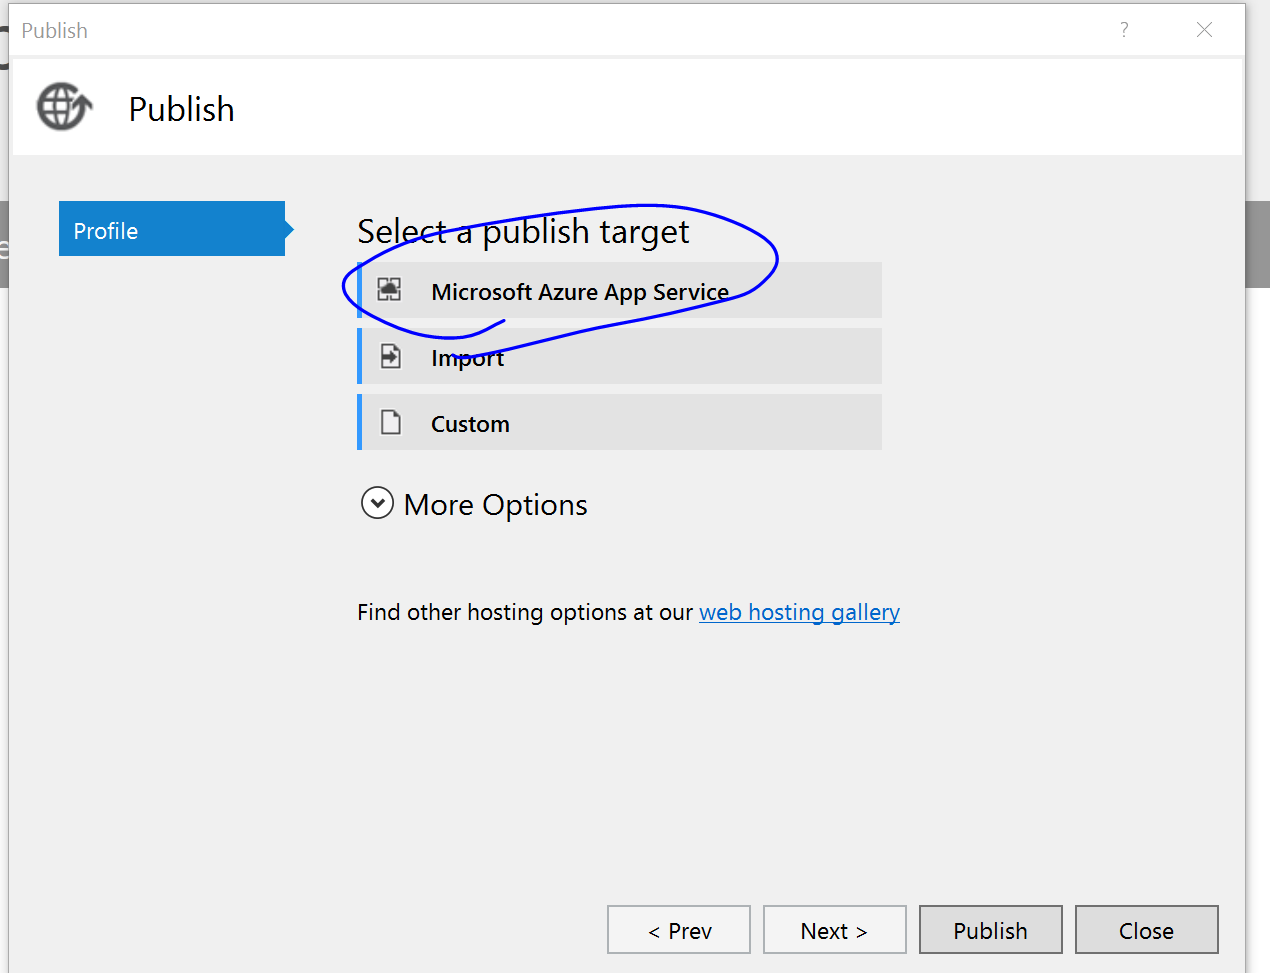 Publish
?
Publish
Profile
Select a publish target
Microsoft Azure App Service
Import
Custom
More Options
Find other hosting options at our web hosting gallery
< Prev
Next >
Publish
Close